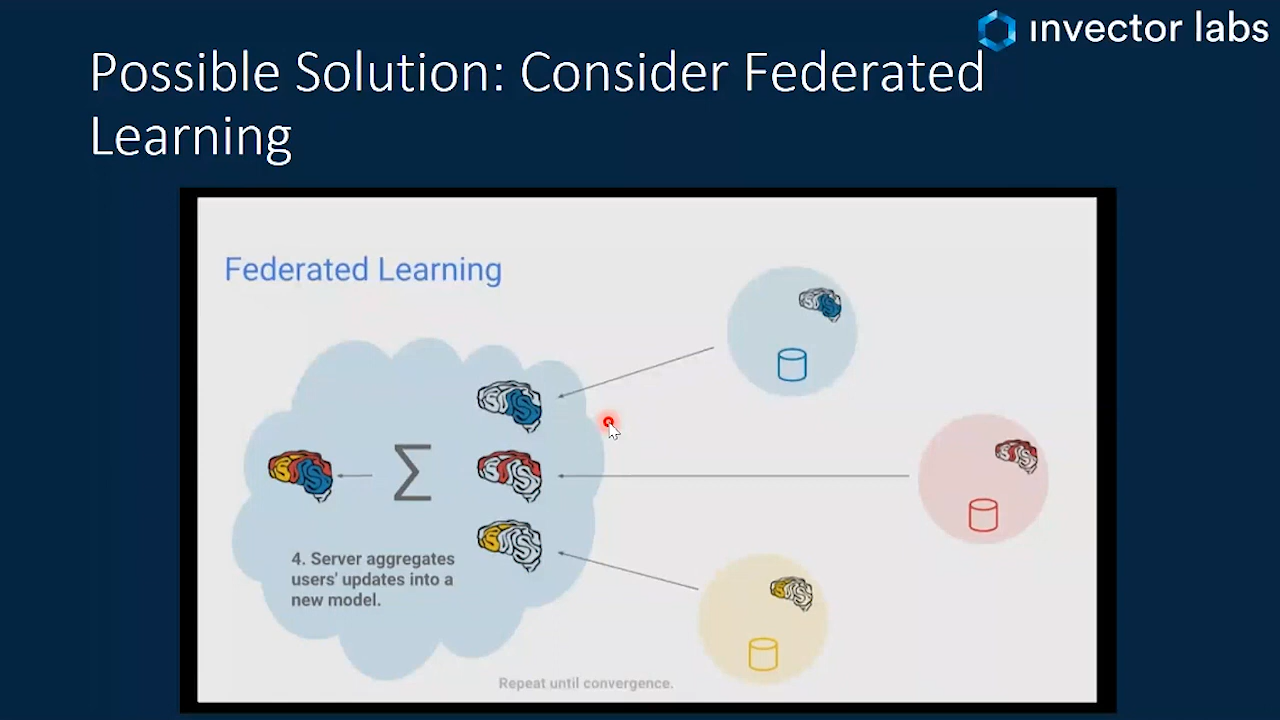 invector labs
Possible Solution: Consider Federated
Learning
Federated Learning
Σ
4. Server aggregates
users' updates into a
new model.
Repeat until convergence.